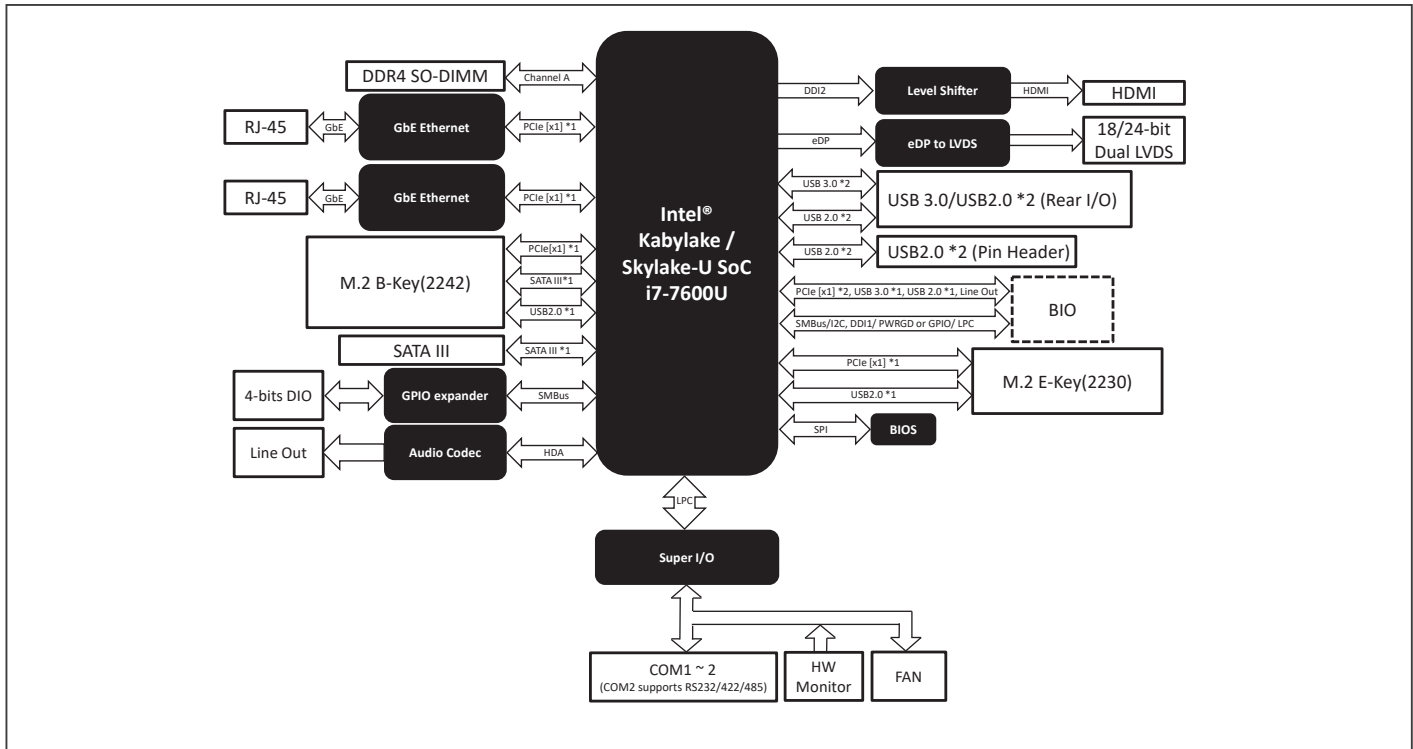 DDR4 SO-DIMM
Channel A
RJ-45
GbE
GbE Ethernet
PCIe [x1] *1
RJ-45
GbE
GbE Ethernet
PCIe [x1] *1
M.2 B-Key(2242)
PCIe[x1] *1
SATA III*1
USB2.0 *1
SATA III
SATA III *1
4-bits DIO
GPIO expander
SMBus
Line Out
Audio Codec
HDA
Intel®
Kabylake /
Skylake-U SoC
i7-7600U
DDI2
Level Shifter
HDMI
HDMI
eDP
eDP to LVDS
18/24-bit
Dual LVDS
USB 3.0 *2
USB 2.0 *2
USB 3.0/USB2.0 *2 (Rear I/O)
USB 2.0 *2
USB2.0 *2 (Pin Header)
PCIe [x1] *2, USB 3.0 *1, USB 2.0 *1, Line Out
SMBus/I2C, DDI1/ PWRGD or GPIO/ LPC
BIO
PCIe [x1] *1
USB2.0 *1
M.2 E-Key(2230)
SPI
BIOS
LPC
Super I/O
COM1 ~ 2
(COM2 supports RS232/422/485)
HW
Monitor
FAN